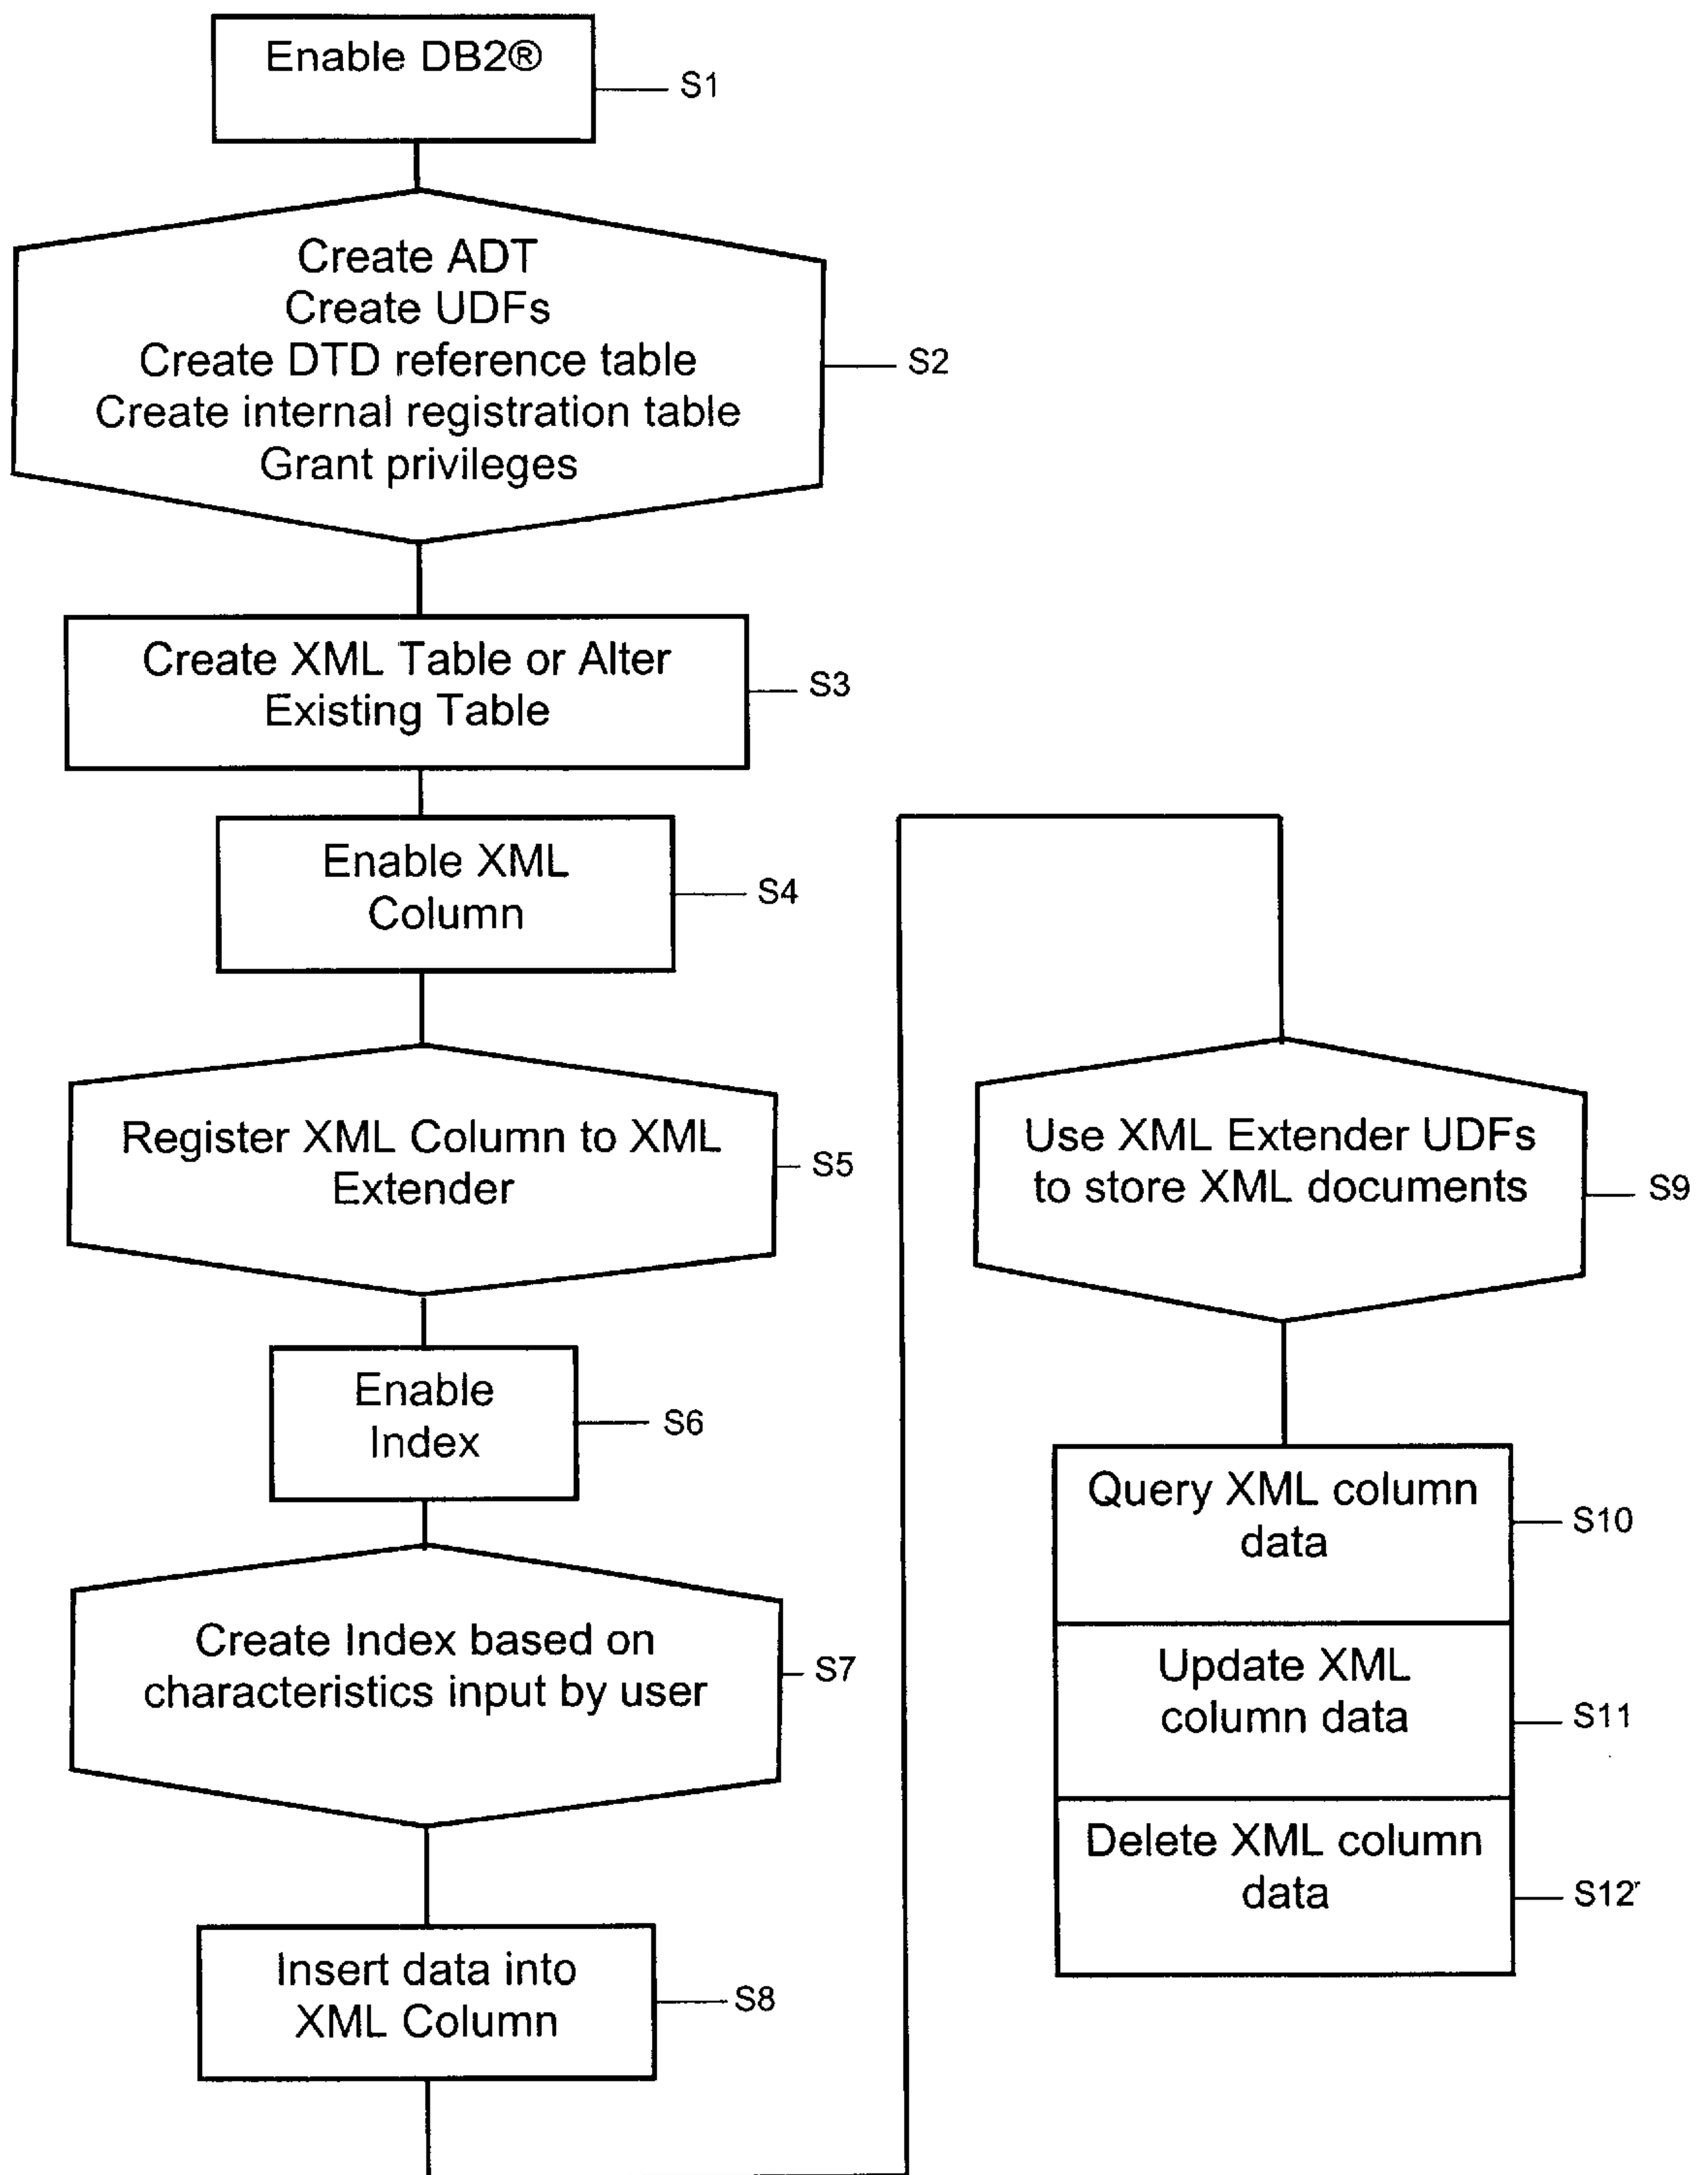 Enable DB2®
S1
Create ADT
Create UDFs
Create DTD reference table
Create internal registration table
Grant privileges
S2
Create XML Table or Alter
Existing Table
S3
Enable XML
Column
S4
Register XML Column to XML
Extender
S5
Enable
Index
S6
Create Index based on
characteristics input by user
S7
Insert data into
XML Column
S8
Use XML Extender UDFs
to store XML documents
S9
Query XML column
data
S10
Update XML
column data
S11
Delete XML column
data
S12